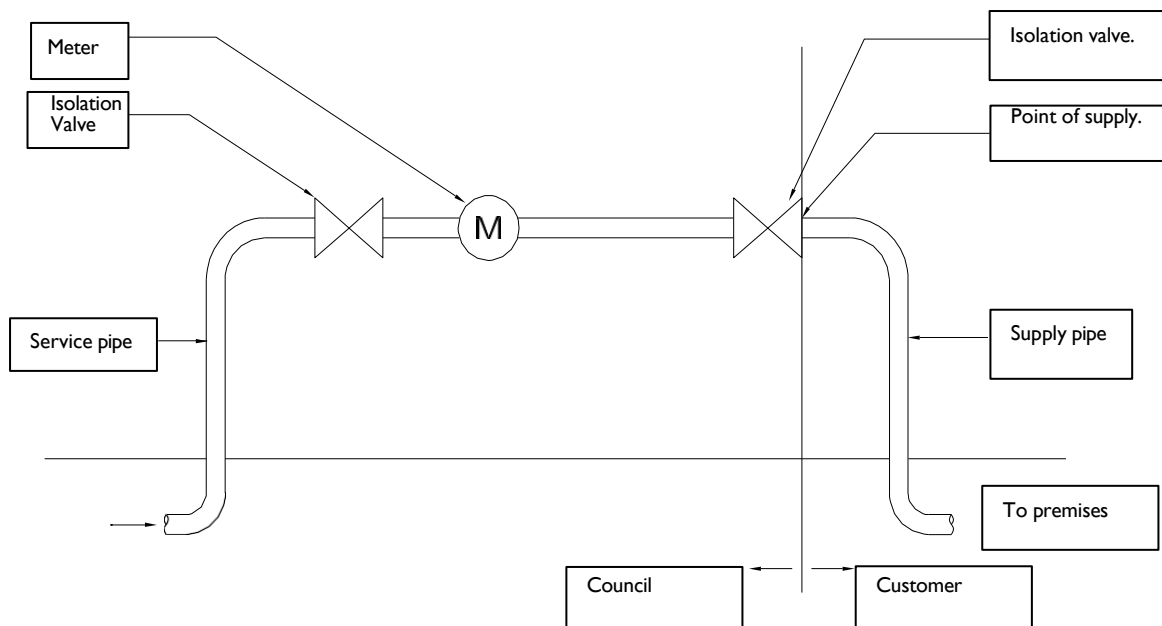 Meter
Isolation valve.
Isolation
Valve
Point of supply.
M
Service pipe
Supply pipe
To premises
Council
Customer